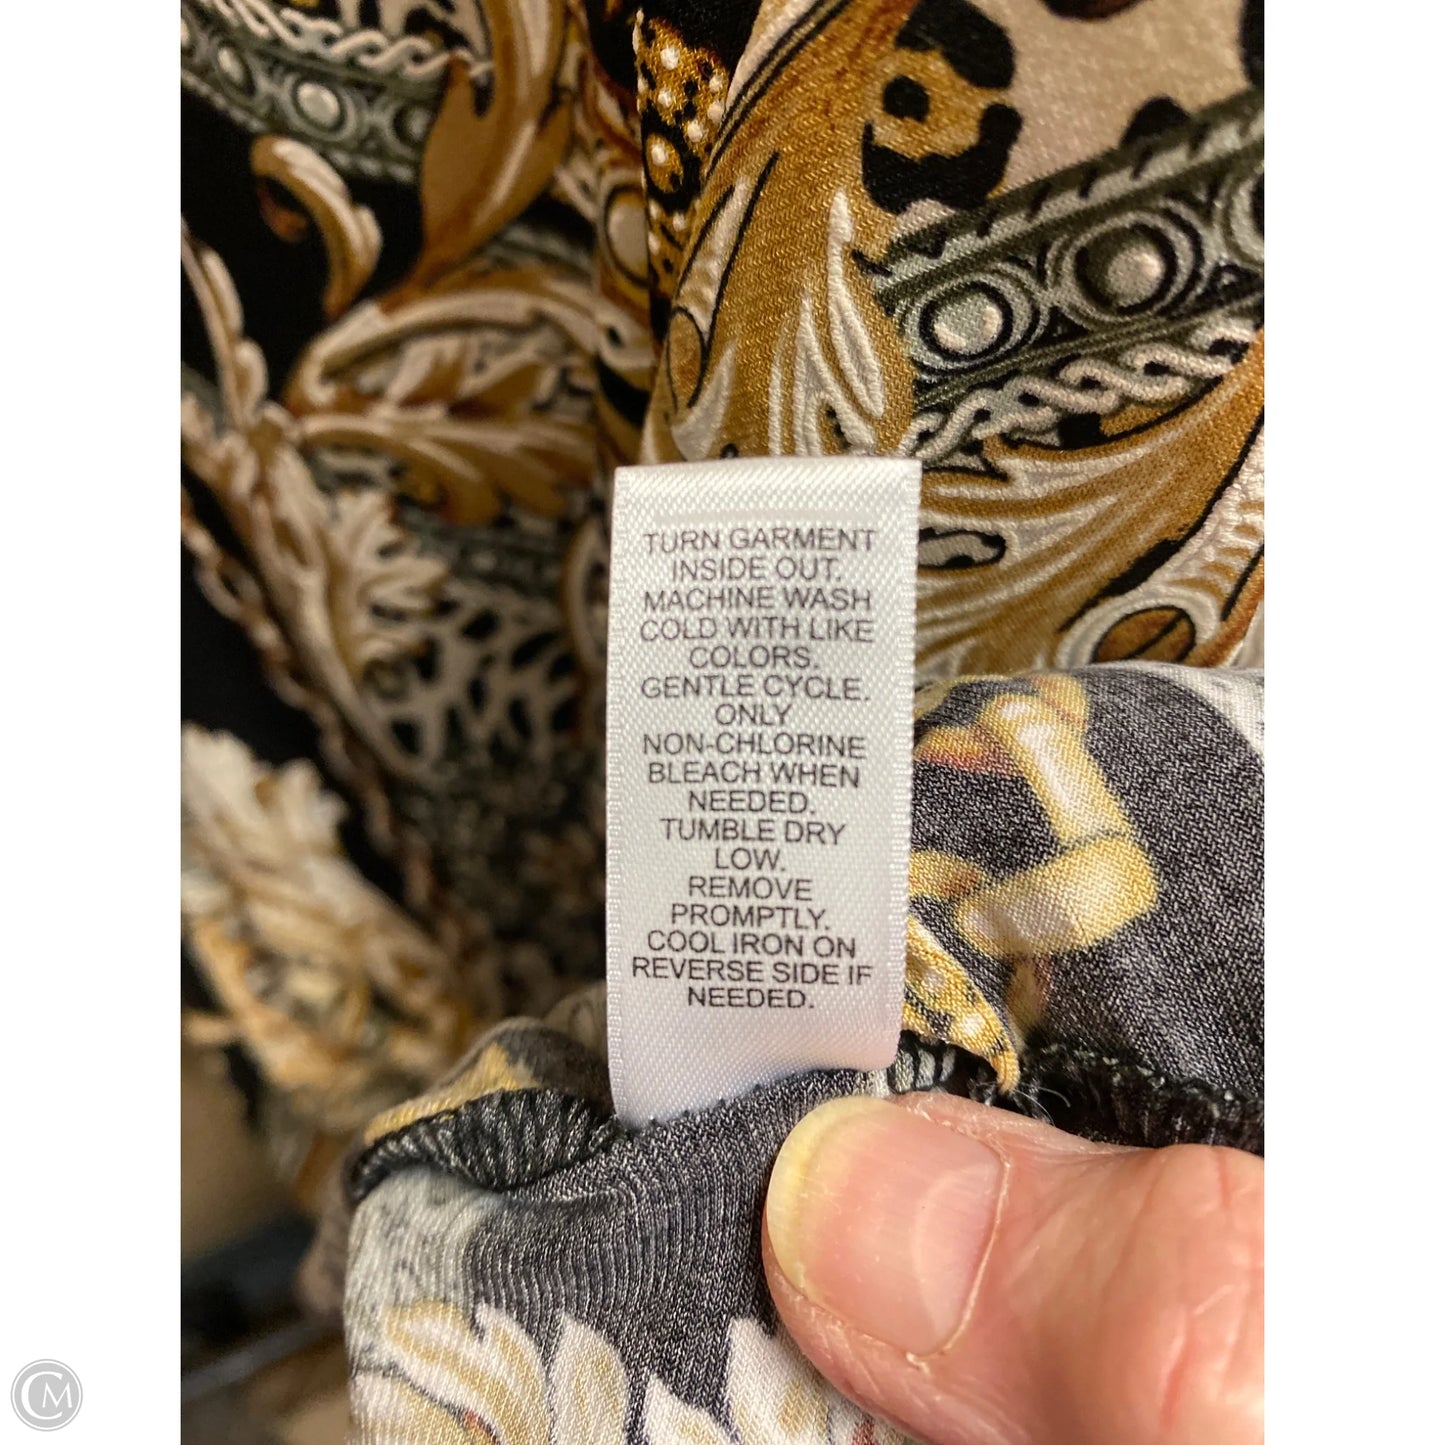 TURN GARMENT
INSIDE OUT.
MACHINE WASH
COLD WITH LIKE
COLORS.
GENTLE CYCLE.
ONLY
NON-CHLORINE
BLEACH WHEN
NEEDED.
TUMBLE DRY
LOW.
REMOVE
PROMPTLY.
COOL IRON ON
REVERSE SIDE IF
NEEDED.
CM